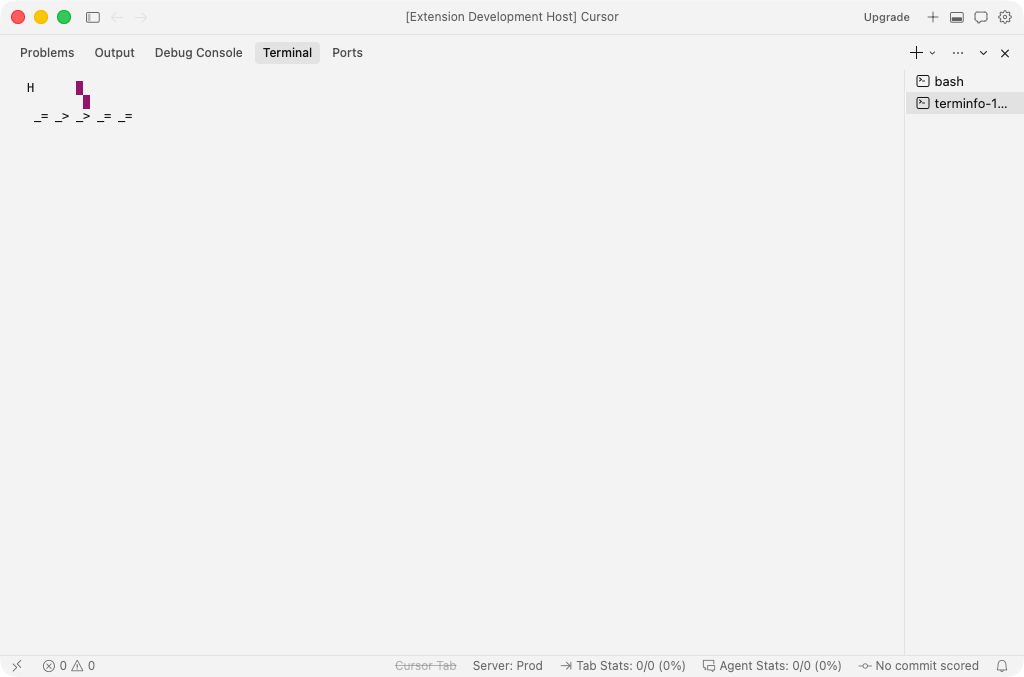 [Extension Development Host] Cursor
Upgrade
Problems Output Debug Console Terminal Ports
H
_= _> _> _= _=
bash
terminfo-1...
0 0 Cursor Tab Server: Prod Tab Stats: 0/0 (0%) Agent Stats: 0/0 (0%) No commit scored